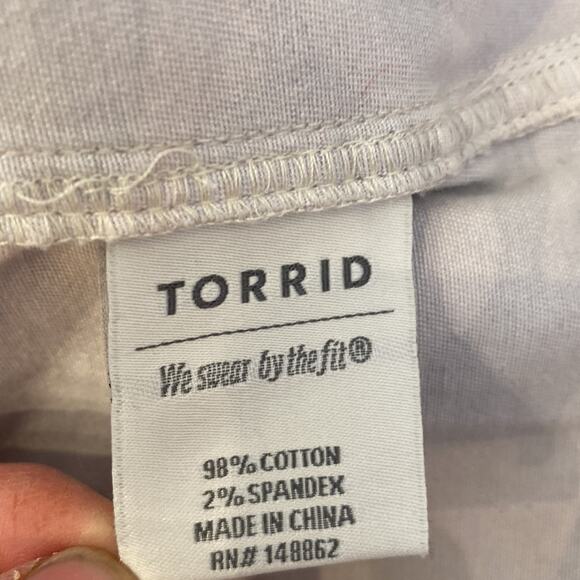 TORRID
We swear by the fit®
98% COTTON
2% SPANDEX
MADE IN CHINA
RN# 148862